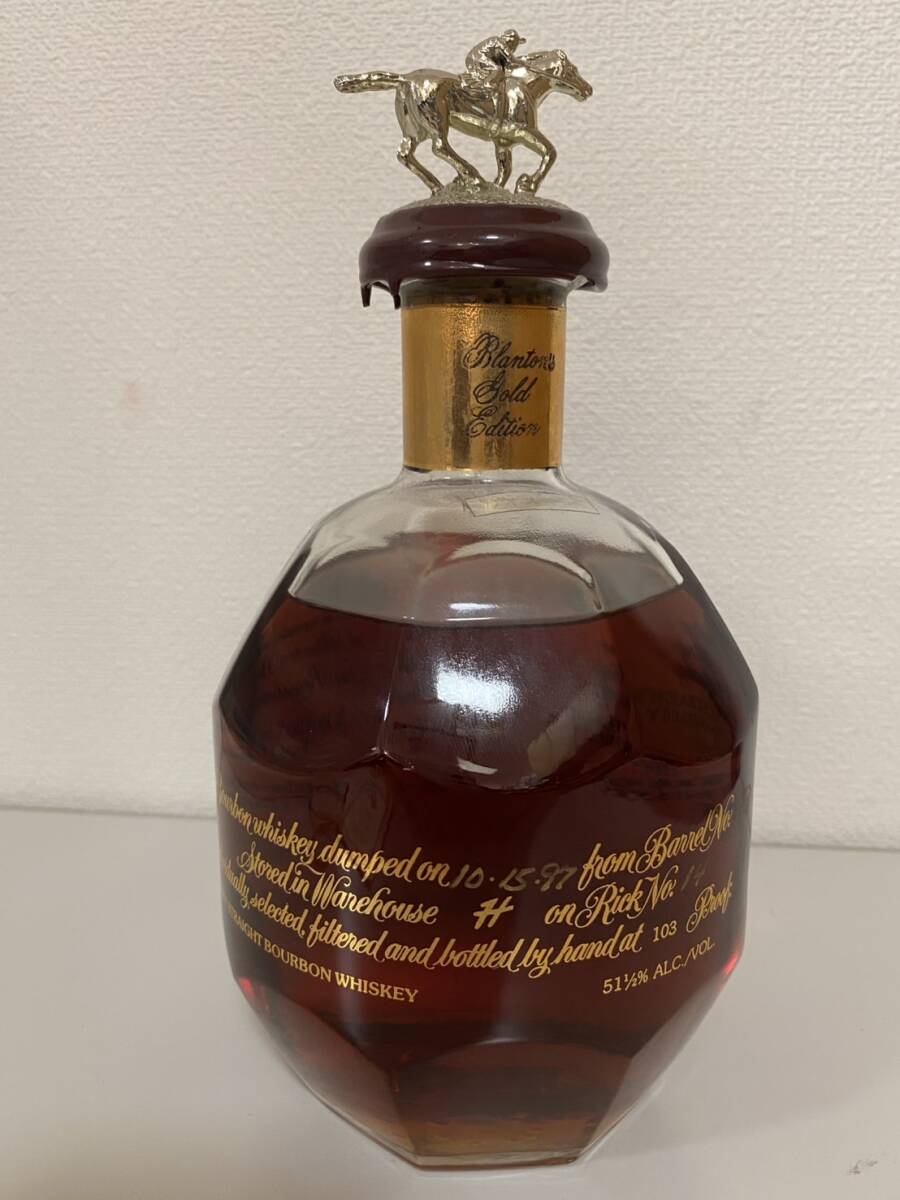 Blanton's
Gold
Edition
Bourbon whiskey dumped on 10·15·97 from Barrel No:
Stored in Warehouse H on Rick No: 14
selected, filtered and bottled by hand at 103 Proof.
STRAIGHT BOURBON WHISKEY
51½% ALC./VOL.